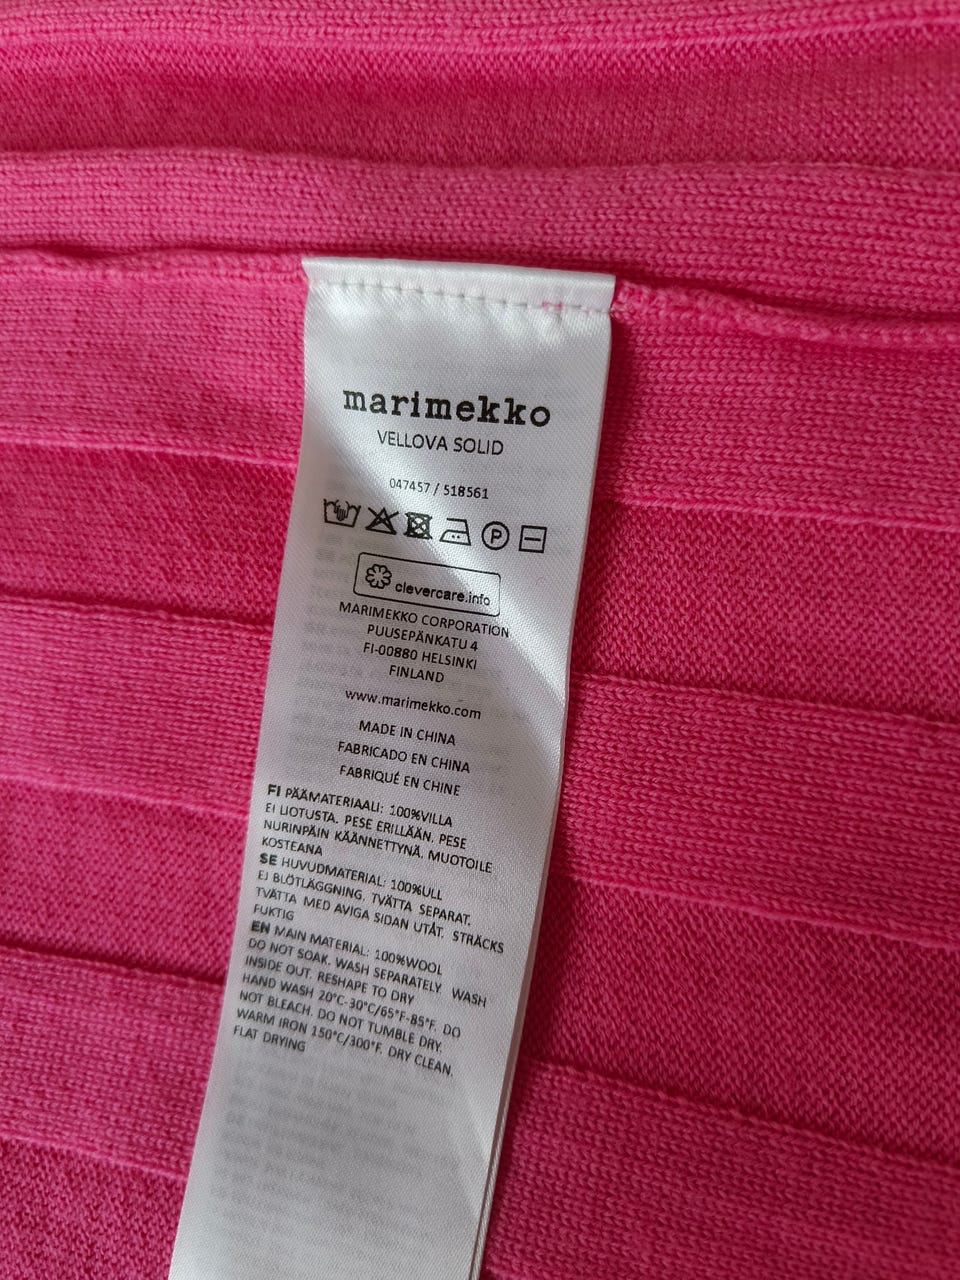 marimekko
VELLOVA SOLID
047457 / 518561
P
clevercare.info
MARIMEKKO CORPORATION
PUUSEPÄNKATU 4
FI-00880 HELSINKI
FINLAND
www.marimekko.com
MADE IN CHINA
FABRICADO EN CHINA
FABRIQUÉ EN CHINE
FI PÄÄMATERIAALI: 100%VILLA
EI LIOTUSTA. PESE ERILLÄÄN. PESE
NURINPÄIN KÄÄNNETTYNÄ. MUOTOILE
KOSTEANA
SE HUVUDMATERIAL: 100%ULL
EJ BLÖTLÄGGNING. TVÄTTA SEPARAT.
TVÄTTA MED AVIGA SIDAN UTÅT. STRÄCKS
FUKTIG
EN MAIN MATERIAL: 100%WOOL
DO NOT SOAK. WASH SEPARATELY. WASH
INSIDE OUT. RESHAPE TO DRY
HAND WASH 20°C-30°C/65°F-85°F. DO
NOT BLEACH. DO NOT TUMBLE DRY.
WARM IRON 150°C/300°F. DRY CLEAN.
FLAT DRYING